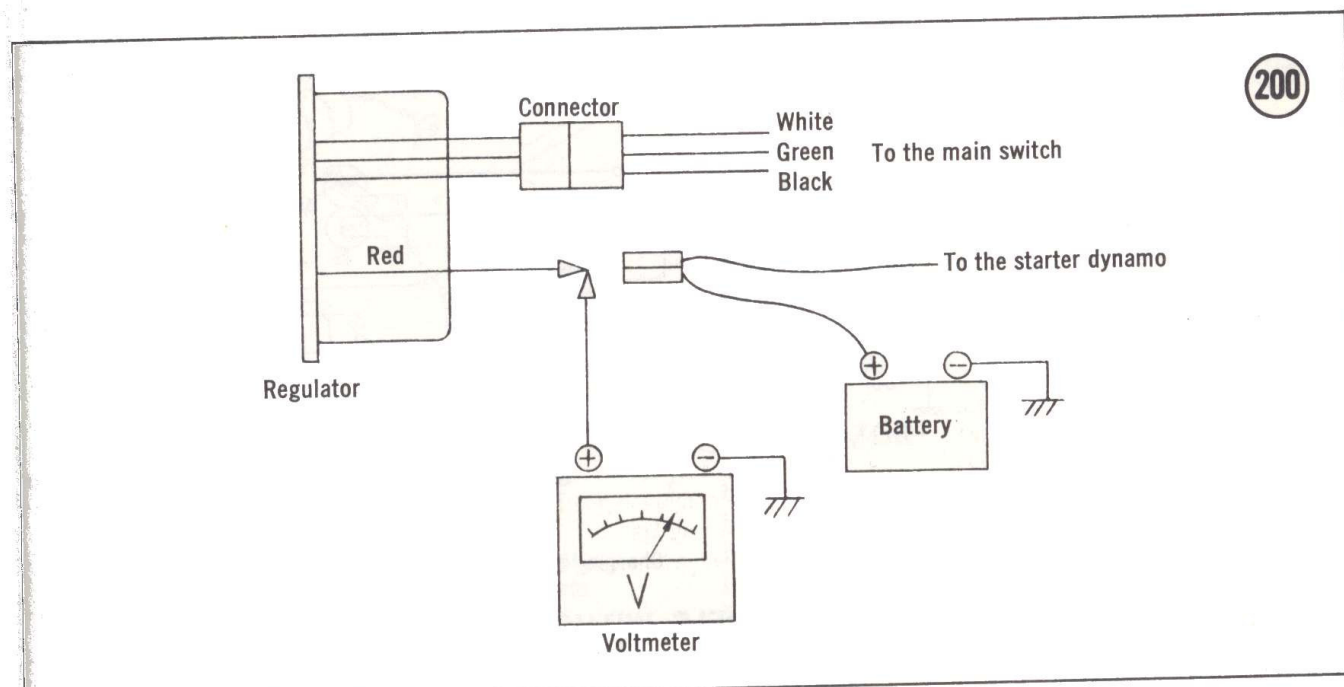 200
Connector
White
Green To the main switch
Black
Red
To the starter dynamo
Regulator
Battery
V
Voltmeter